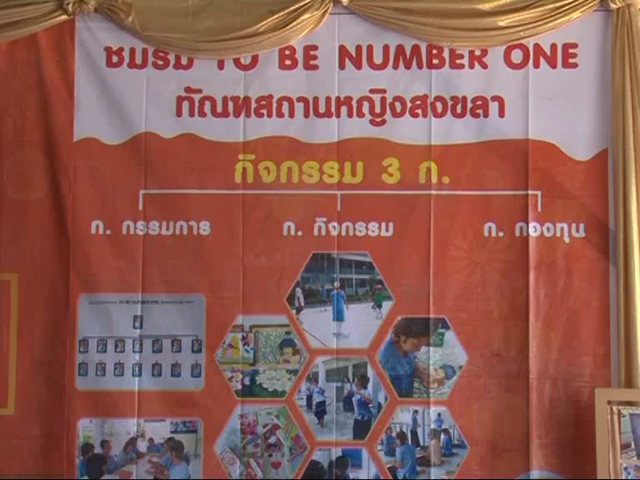 ชมรม TO BE NUMBER ONE
ทัณฑสถานหญิงสงขลา
กิจกรรม 3 ก.
ก. กรรมการ
ก. กิจกรรม
ก. กองทุน